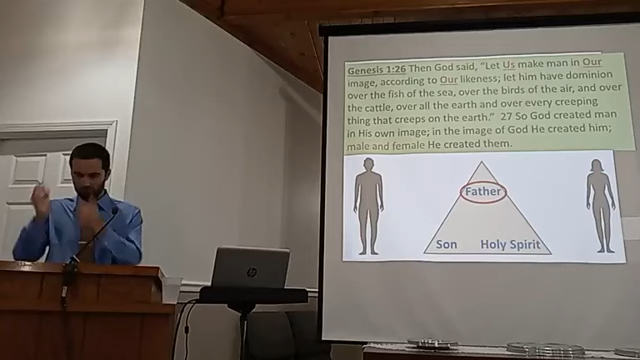 Genesis 1:26 Then God said, "Let Us make man in Our
image, according to Our likeness; let him have dominion
over the fish of the sea, over the birds of the air, and over
the cattle, over all the earth and over every creeping
thing that creeps on the earth." 27 So God created man
in His own image; in the image of God He created him;
male and female He created them.
Father
Son Holy Spirit
hp